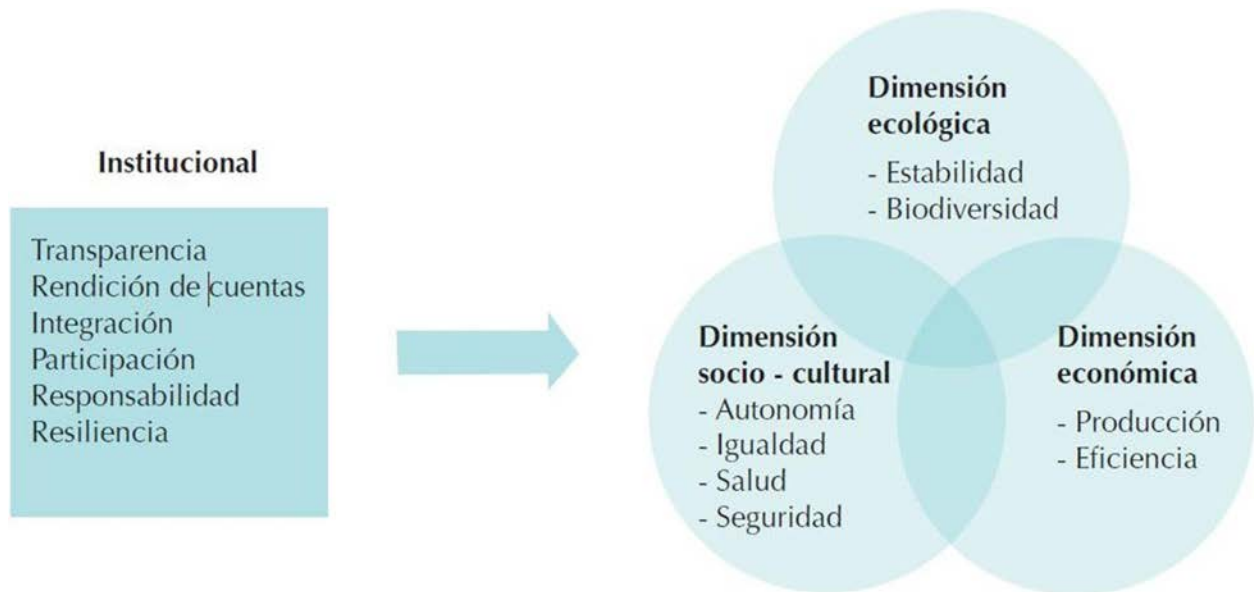 Institucional
Transparencia
Rendición de cuentas
Integración
Participación
Responsabilidad
Resiliencia
Dimensión
ecológica
- Estabilidad
- Biodiversidad
Dimensión
socio - cultural
- Autonomía
- Igualdad
- Salud
- Seguridad
Dimensión
económica
- Producción
- Eficiencia